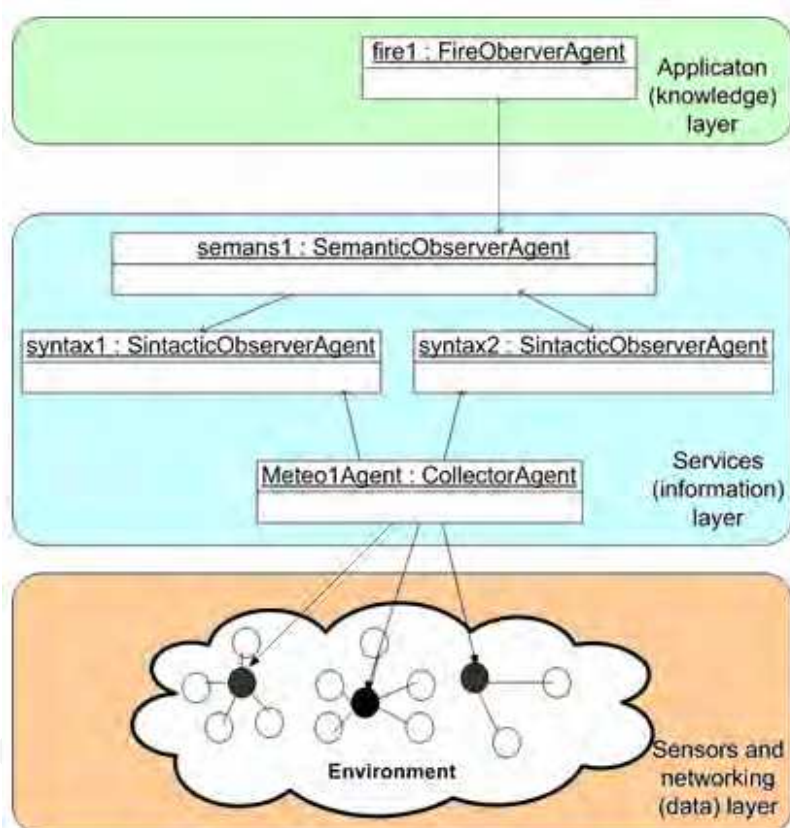 fire1 : FireOberverAgent
Applicaton
(knowledge)
layer
semans1 : SemanticObserverAgent
syntax1 : SintacticObserverAgent
syntax2 : SintacticObserverAgent
Meteo1Agent : CollectorAgent
Services
(information)
layer
Environment
Sensors and
networking
(data) layer